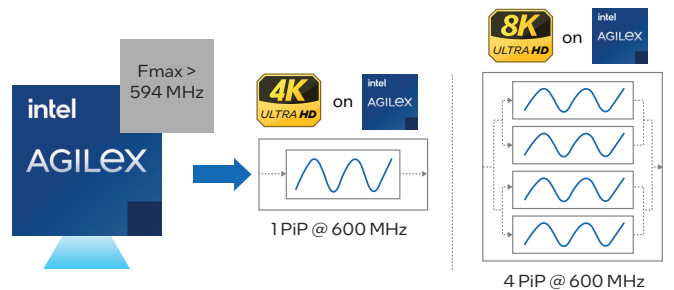 Fmax >
594 MHz
intel
AGILEX
4K
ULTRA HD
on
intel
AGILEX
1 PiP @ 600 MHz
8K
ULTRA HD
on
intel
AGILEX
4 PiP @ 600 MHz